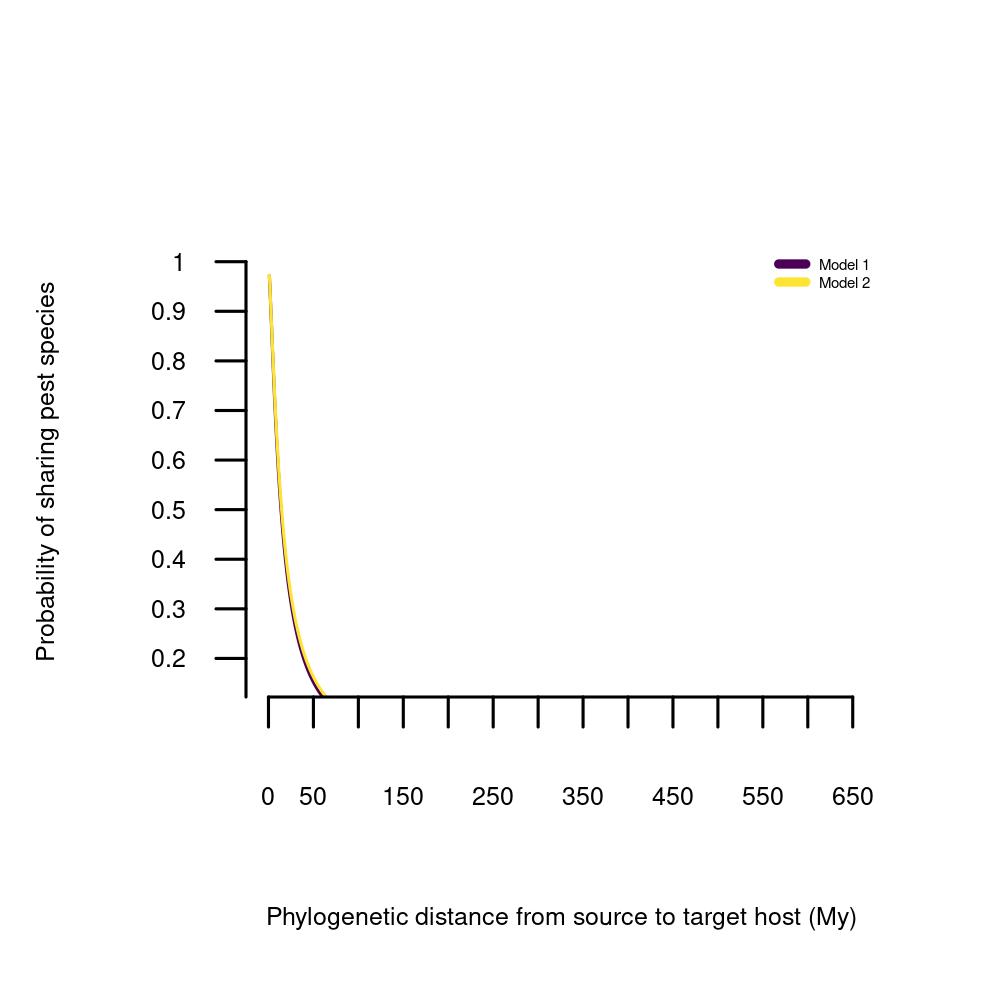 Model 1
Model 2
Probability of sharing pest species
1
0.9
0.8
0.7
0.6
0.5
0.4
0.3
0.2
0 50 150 250 350 450 550 650
Phylogenetic distance from source to target host (My)